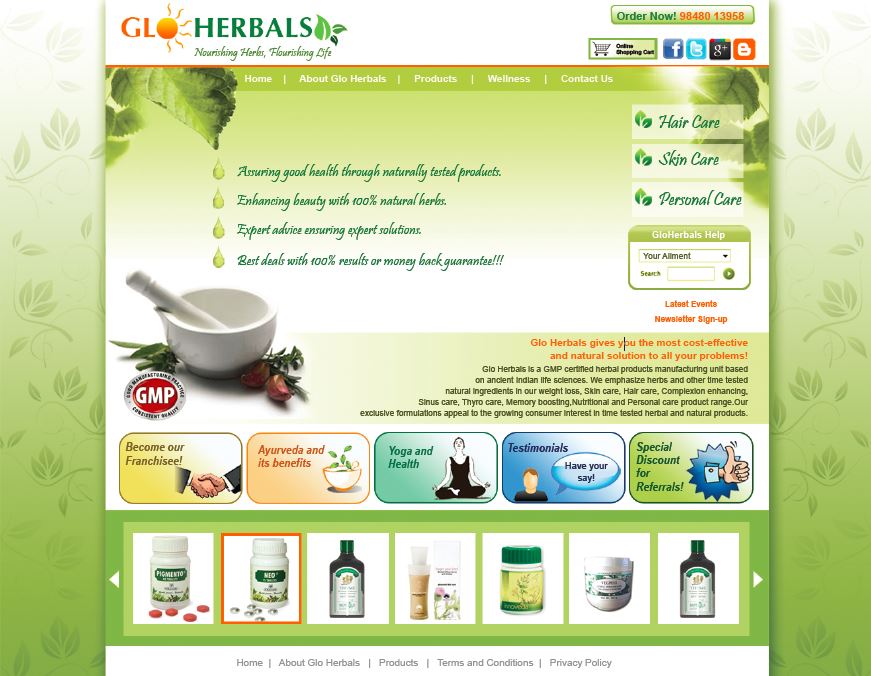 GLO HERBALS
Nourishing Herbs, Flourishing Life
Order Now! 98480 13958
Online
Shopping Cart
f
t
g+
B
Home | About Glo Herbals | Products | Wellness | Contact Us
Hair Care
Skin Care
Personal Care
Assuring good health through naturally tested products.
Enhancing beauty with 100% natural herbs.
Expert advice ensuring expert solutions.
Best deals with 100% results or money back guarantee!!!
GloHerbals Help
Your Ailment
Search
Latest Events
Newsletter Sign-up
Glo Herbals gives you the most cost-effective
and natural solution to all your problems!
Glo Herbals is a GMP certified herbal products manufacturing unit based
on ancient Indian life sciences. We emphasize herbs and other time tested
natural ingredients in our weight loss, Skin care, Hair care, Complexion enhancing,
Sinus care, Thyro care, Memory boosting,Nutritional and Personal care product range.Our
exclusive formulations appeal to the growing consumer interest in time tested herbal and natural products.
GOOD MANUFACTURING PRACTICE
GMP
CONSISTENT QUALITY
Become our
Franchisee!
Ayurveda and
its benefits
Yoga and
Health
Testimonials
Have your
say!
Special
Discount
for
Referrals!
PIGMENTO
NEO
Home | About Glo Herbals | Products | Terms and Conditions | Privacy Policy